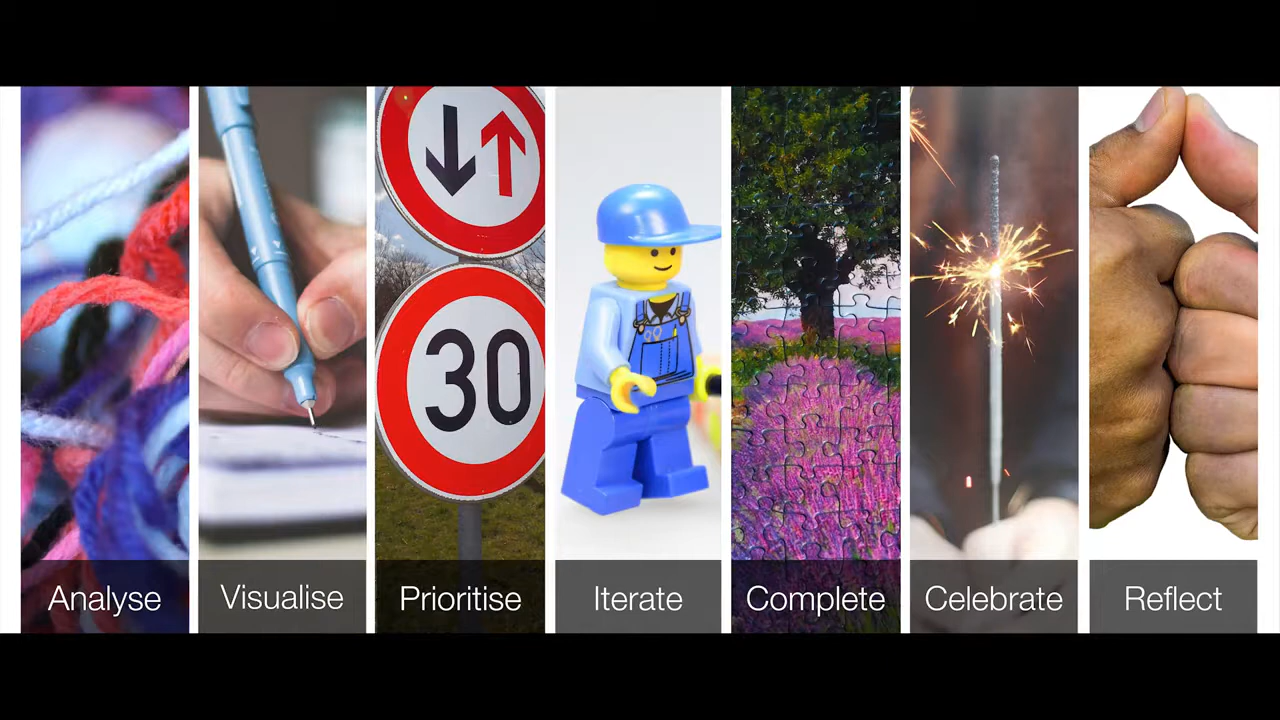 30
Analyse
Visualise
Prioritise
Iterate
Complete
Celebrate
Reflect